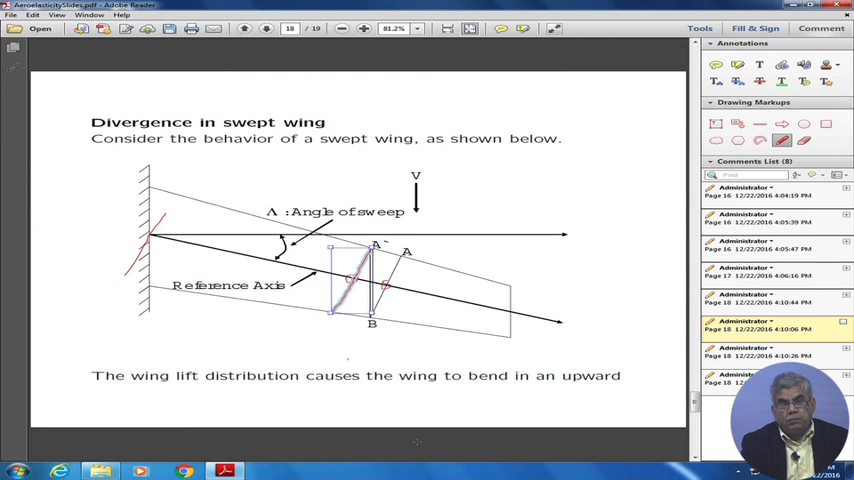 AeroelasticitySlides.pdf - Adobe Reader
File Edit View Window Help
Open 18 / 19 81.2% Tools Fill & Sign Comment
Annotations
Drawing Markups
Comments List (8)
Find
Administrator
Page 16 12/22/2016 4:04:19 PM
Administrator
Page 16 12/22/2016 4:05:39 PM
Administrator
Page 16 12/22/2016 4:05:47 PM
Administrator
Page 17 12/22/2016 4:06:16 PM
Administrator
Page 18 12/22/2016 4:10:44 PM
Administrator
Page 18 12/22/2016 4:10:06 PM
Administrator
Page 18 12/22/2016 4:10:26 PM
Administrator
Divergence in swept wing
Consider the behavior of a swept wing, as shown below.
V
Λ : Angle of sweep
A`
A
Reference Axis
B
The wing lift distribution causes the wing to bend in an upward